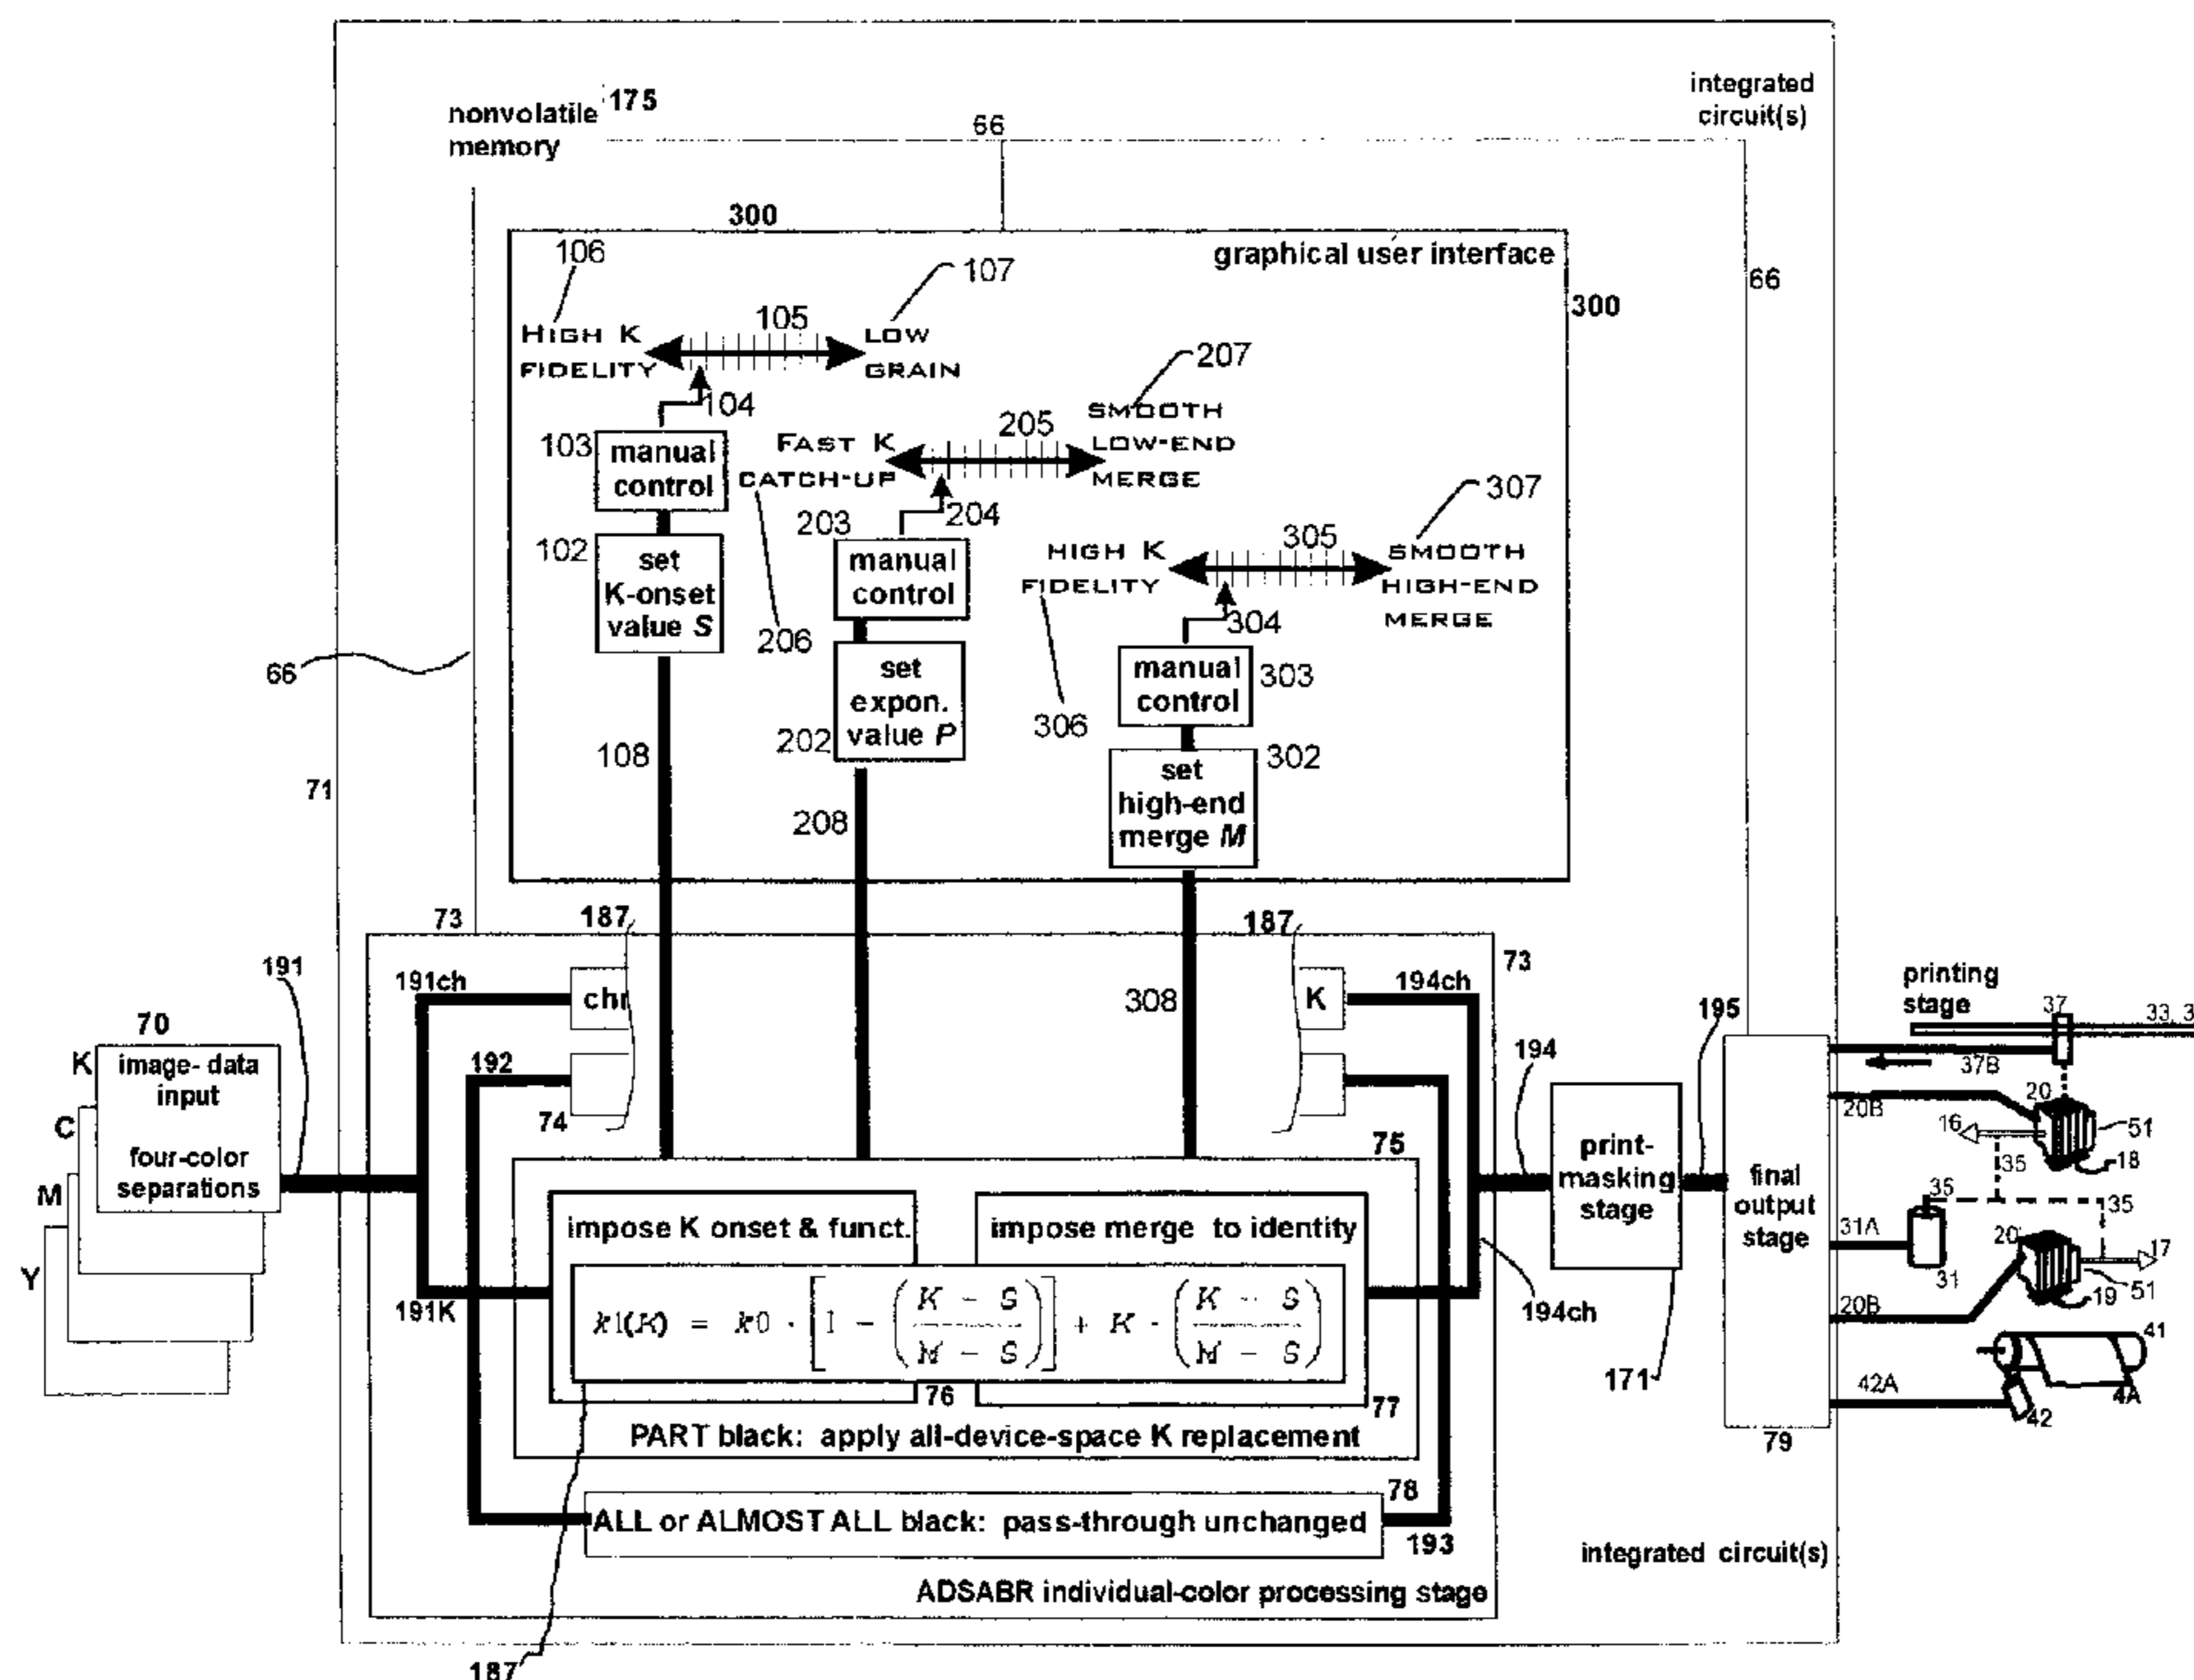 nonvolatile 175
memory
integrated
circuit(s)
66
300
106
graphical user interface
107
66
300
105
HIGH K
FIDELITY
LOW
GRAIN
104
207
103
manual
control
FAST K
CATCH-UP
205
SMOOTH
LOW-END
MERGE
204
203
307
102
set
K-onset
value S
206
manual
control
HIGH K
FIDELITY
305
SMOOTH
HIGH-END
MERGE
304
66
306
202
set
expon.
value P
manual
control
303
108
71
208
set
high-end
merge M
302
73
187
187
73
191
191ch
chr
308
K
194ch
195
printing
stage
37
33, 3
37B
70
K
image- data
input
four-color
separations
C
M
Y
192
74
75
194
20
20B
16
51
18
35
print-
masking
stage
final
output
stage
35
35
31A
31
20
17
19
51
20B
impose K onset & funct.
impose merge to identity
191K
k1(K) = k0 · [1 − (K − S / M − S)] + K · (K − S / M − S)
194ch
171
41
42A
42
4A
76
77
79
PART black: apply all-device-space K replacement
78
ALL or ALMOST ALL black: pass-through unchanged
193
integrated circuit(s)
ADSABR individual-color processing stage
187